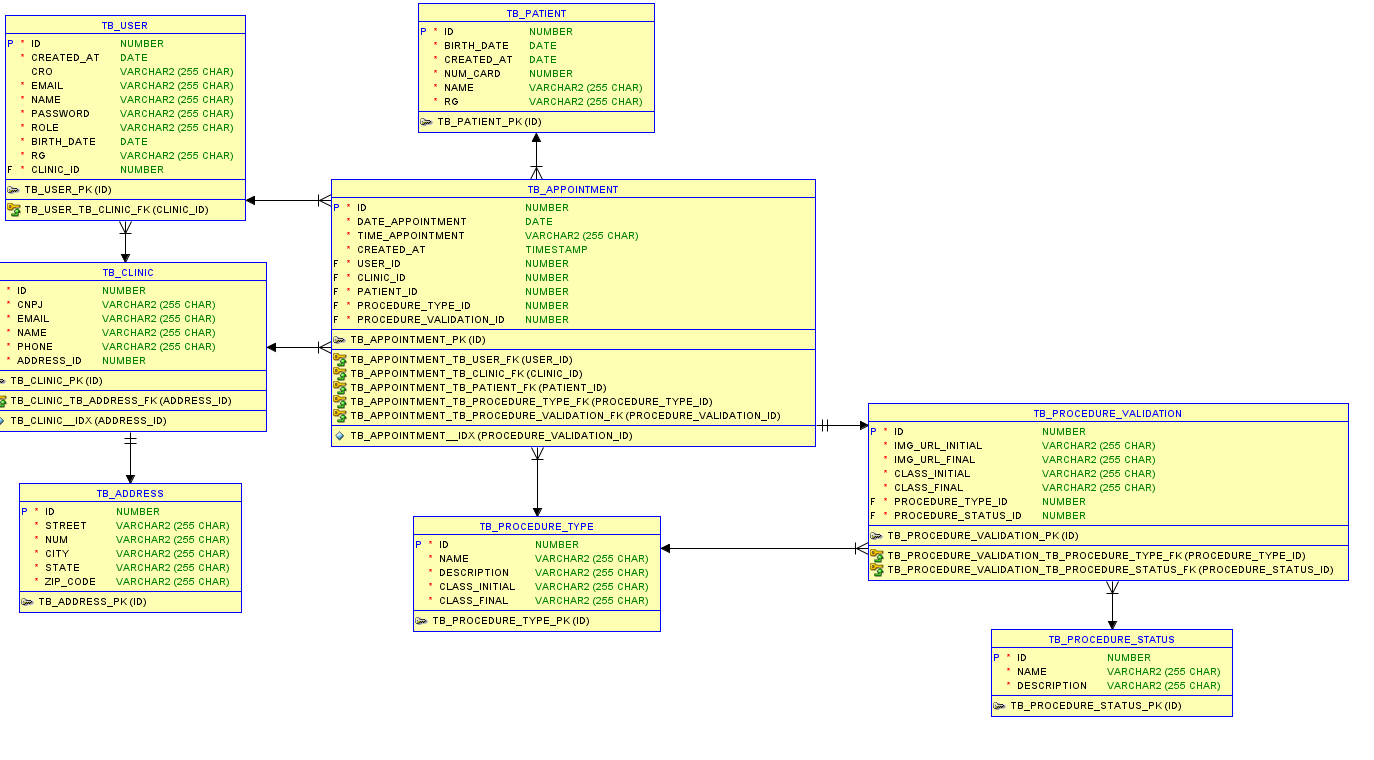 TB_USER
P * ID NUMBER
* CREATED_AT DATE
CRO VARCHAR2 (255 CHAR)
* EMAIL VARCHAR2 (255 CHAR)
* NAME VARCHAR2 (255 CHAR)
* PASSWORD VARCHAR2 (255 CHAR)
* ROLE VARCHAR2 (255 CHAR)
* BIRTH_DATE DATE
* RG VARCHAR2 (255 CHAR)
F * CLINIC_ID NUMBER
TB_USER_PK (ID)
TB_USER_TB_CLINIC_FK (CLINIC_ID)
TB_PATIENT
P * ID NUMBER
* BIRTH_DATE DATE
* CREATED_AT DATE
* NUM_CARD NUMBER
* NAME VARCHAR2 (255 CHAR)
* RG VARCHAR2 (255 CHAR)
TB_PATIENT_PK (ID)
TB_APPOINTMENT
P * ID NUMBER
* DATE_APPOINTMENT DATE
* TIME_APPOINTMENT VARCHAR2 (255 CHAR)
* CREATED_AT TIMESTAMP
F * USER_ID NUMBER
F * CLINIC_ID NUMBER
F * PATIENT_ID NUMBER
F * PROCEDURE_TYPE_ID NUMBER
F * PROCEDURE_VALIDATION_ID NUMBER
TB_APPOINTMENT_PK (ID)
TB_APPOINTMENT_TB_USER_FK (USER_ID)
TB_APPOINTMENT_TB_CLINIC_FK (CLINIC_ID)
TB_APPOINTMENT_TB_PATIENT_FK (PATIENT_ID)
TB_APPOINTMENT_TB_PROCEDURE_TYPE_FK (PROCEDURE_TYPE_ID)
TB_APPOINTMENT_TB_PROCEDURE_VALIDATION_FK (PROCEDURE_VALIDATION_ID)
TB_APPOINTMENT__IDX (PROCEDURE_VALIDATION_ID)
TB_CLINIC
* ID NUMBER
* CNPJ VARCHAR2 (255 CHAR)
* EMAIL VARCHAR2 (255 CHAR)
* NAME VARCHAR2 (255 CHAR)
* PHONE VARCHAR2 (255 CHAR)
* ADDRESS_ID NUMBER
TB_CLINIC_PK (ID)
TB_CLINIC_TB_ADDRESS_FK (ADDRESS_ID)
TB_CLINIC__IDX (ADDRESS_ID)
TB_ADDRESS
P * ID NUMBER
* STREET VARCHAR2 (255 CHAR)
* NUM VARCHAR2 (255 CHAR)
* CITY VARCHAR2 (255 CHAR)
* STATE VARCHAR2 (255 CHAR)
* ZIP_CODE VARCHAR2 (255 CHAR)
TB_ADDRESS_PK (ID)
TB_PROCEDURE_TYPE
P * ID NUMBER
* NAME VARCHAR2 (255 CHAR)
* DESCRIPTION VARCHAR2 (255 CHAR)
* CLASS_INITIAL VARCHAR2 (255 CHAR)
* CLASS_FINAL VARCHAR2 (255 CHAR)
TB_PROCEDURE_TYPE_PK (ID)
TB_PROCEDURE_VALIDATION
P * ID NUMBER
* IMG_URL_INITIAL VARCHAR2 (255 CHAR)
* IMG_URL_FINAL VARCHAR2 (255 CHAR)
* CLASS_INITIAL VARCHAR2 (255 CHAR)
* CLASS_FINAL VARCHAR2 (255 CHAR)
F * PROCEDURE_TYPE_ID NUMBER
F * PROCEDURE_STATUS_ID NUMBER
TB_PROCEDURE_VALIDATION_PK (ID)
TB_PROCEDURE_VALIDATION_TB_PROCEDURE_TYPE_FK (PROCEDURE_TYPE_ID)
TB_PROCEDURE_VALIDATION_TB_PROCEDURE_STATUS_FK (PROCEDURE_STATUS_ID)
TB_PROCEDURE_STATUS
P * ID NUMBER
* NAME VARCHAR2 (255 CHAR)
* DESCRIPTION VARCHAR2 (255 CHAR)
TB_PROCEDURE_STATUS_PK (ID)